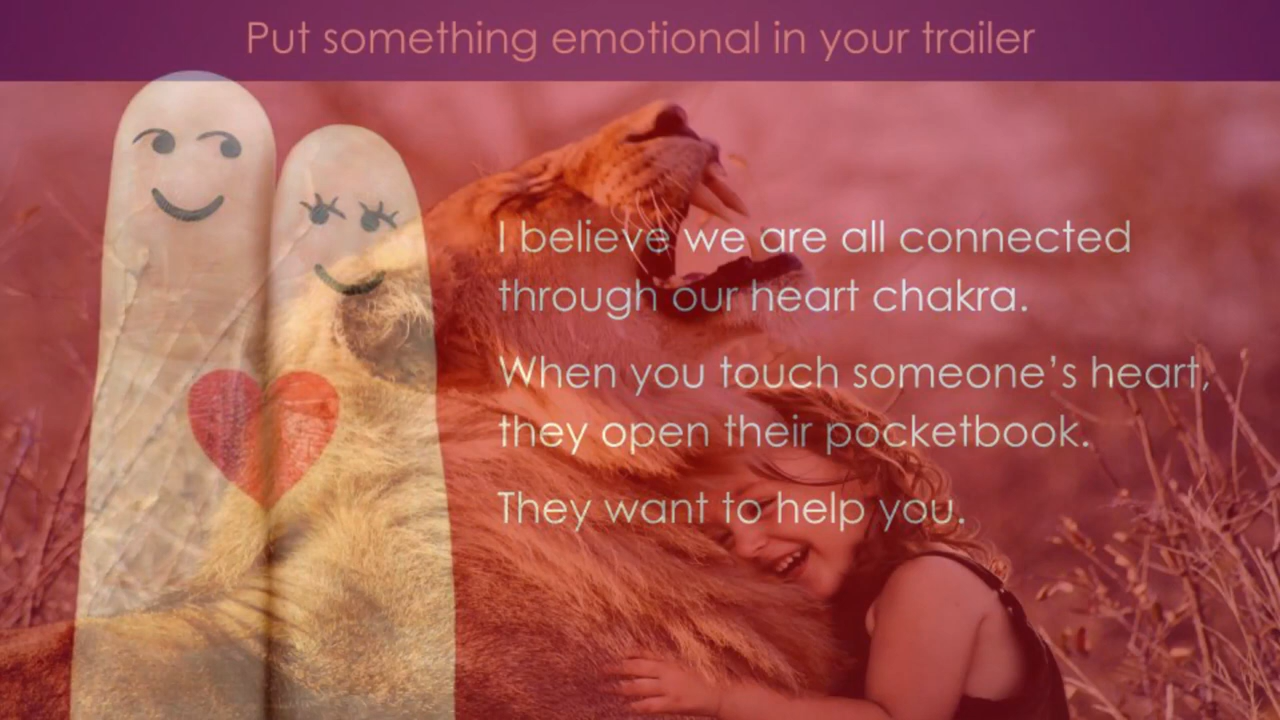 Put something emotional in your trailer
I believe we are all connected
through our heart chakra.
When you touch someone’s heart,
they open their pocketbook.
They want to help you.